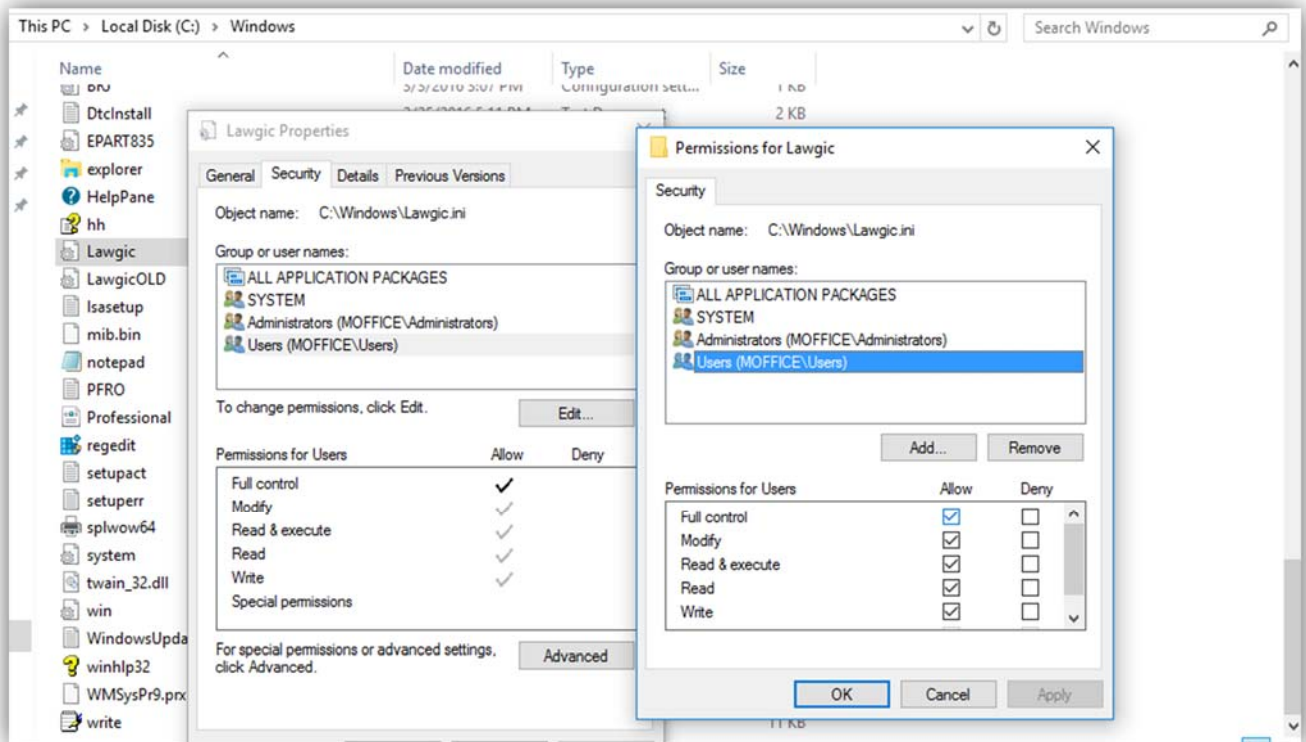 This PC > Local Disk (C:) > Windows
Search Windows
Name Date modified Type Size
DtcInstall 2 KB
EPART835
explorer
HelpPane
hh
Lawgic
LawgicOLD
lsasetup
mib.bin
notepad
PFRO
Professional
regedit
setupact
setuperr
splwow64
system
twain_32.dll
win
WindowsUpda
winhlp32
WMSysPr9.prx
write
11 KB
Lawgic Properties
General Security Details Previous Versions
Object name: C:\Windows\Lawgic.ini
Group or user names:
ALL APPLICATION PACKAGES
SYSTEM
Administrators (MOFFICE\Administrators)
Users (MOFFICE\Users)
To change permissions, click Edit.
Edit...
Permissions for Users Allow Deny
Full control
Modify
Read & execute
Read
Write
Special permissions
For special permissions or advanced settings,
click Advanced.
Advanced
Permissions for Lawgic
Security
Object name: C:\Windows\Lawgic.ini
Group or user names:
ALL APPLICATION PACKAGES
SYSTEM
Administrators (MOFFICE\Administrators)
Users (MOFFICE\Users)
Add... Remove
Permissions for Users Allow Deny
Full control
Modify
Read & execute
Read
Write
OK Cancel Apply